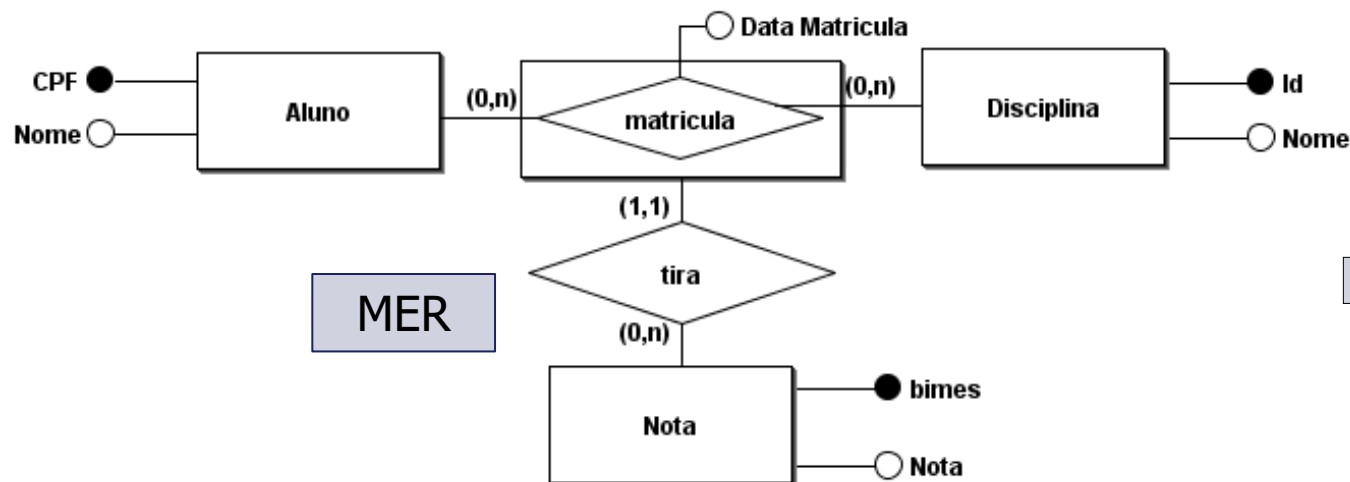 Data Matricula
CPF
Nome
Aluno
(0,n)
matricula
(0,n)
Disciplina
Id
Nome
(1,1)
tira
MER
(0,n)
Nota
bimes
Nota